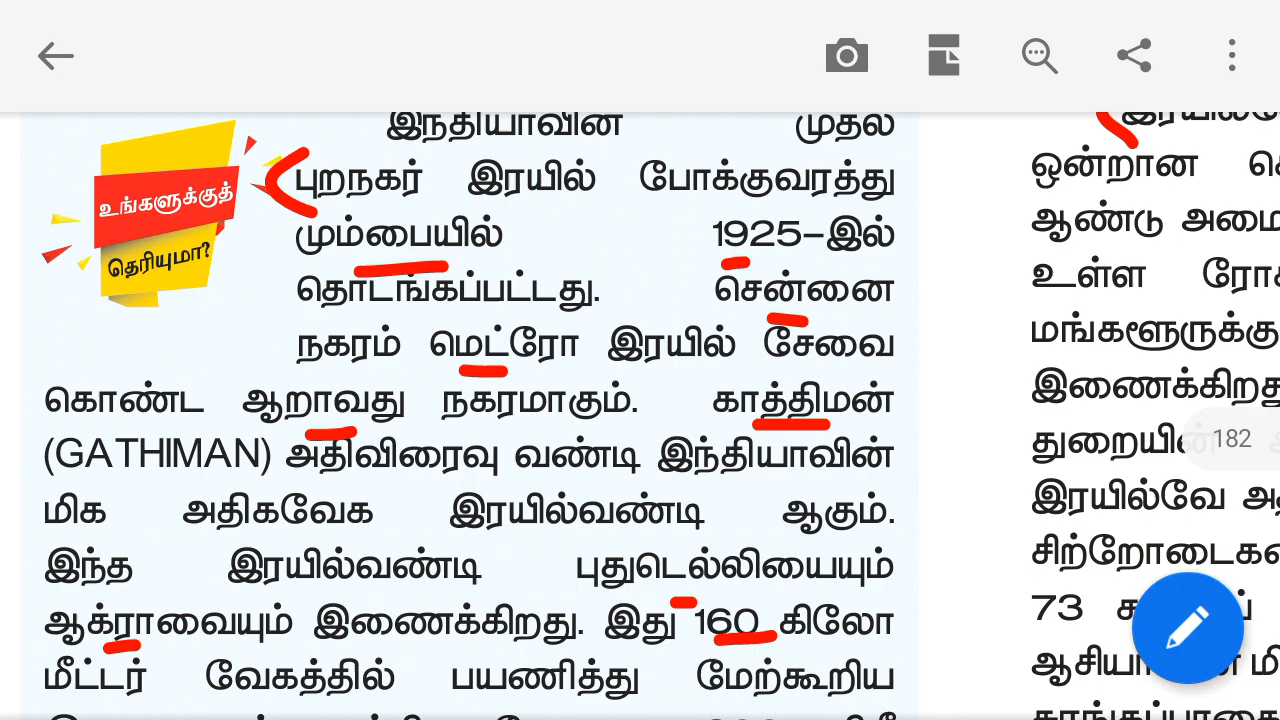 உங்களுக்குத்
தெரியுமா?
இந்தியாவின் முதல்
புறநகர் இரயில் போக்குவரத்து
மும்பையில் 1925–இல்
தொடங்கப்பட்டது. சென்னை
நகரம் மெட்ரோ இரயில் சேவை
கொண்ட ஆறாவது நகரமாகும். காத்திமன்
(GATHIMAN) அதிவிரைவு வண்டி இந்தியாவின்
மிக அதிகவேக இரயில்வண்டி ஆகும்.
இந்த இரயில்வண்டி புதுடெல்லியையும்
ஆக்ராவையும் இணைக்கிறது. இது 160 கிலோ
மீட்டர் வேகத்தில் பயணித்து மேற்கூறிய
ஒன்றான
ஆண்டு
உள்ள
மங்களூருக்கு
இணைக்கிறது
182
இரயில்வே
73